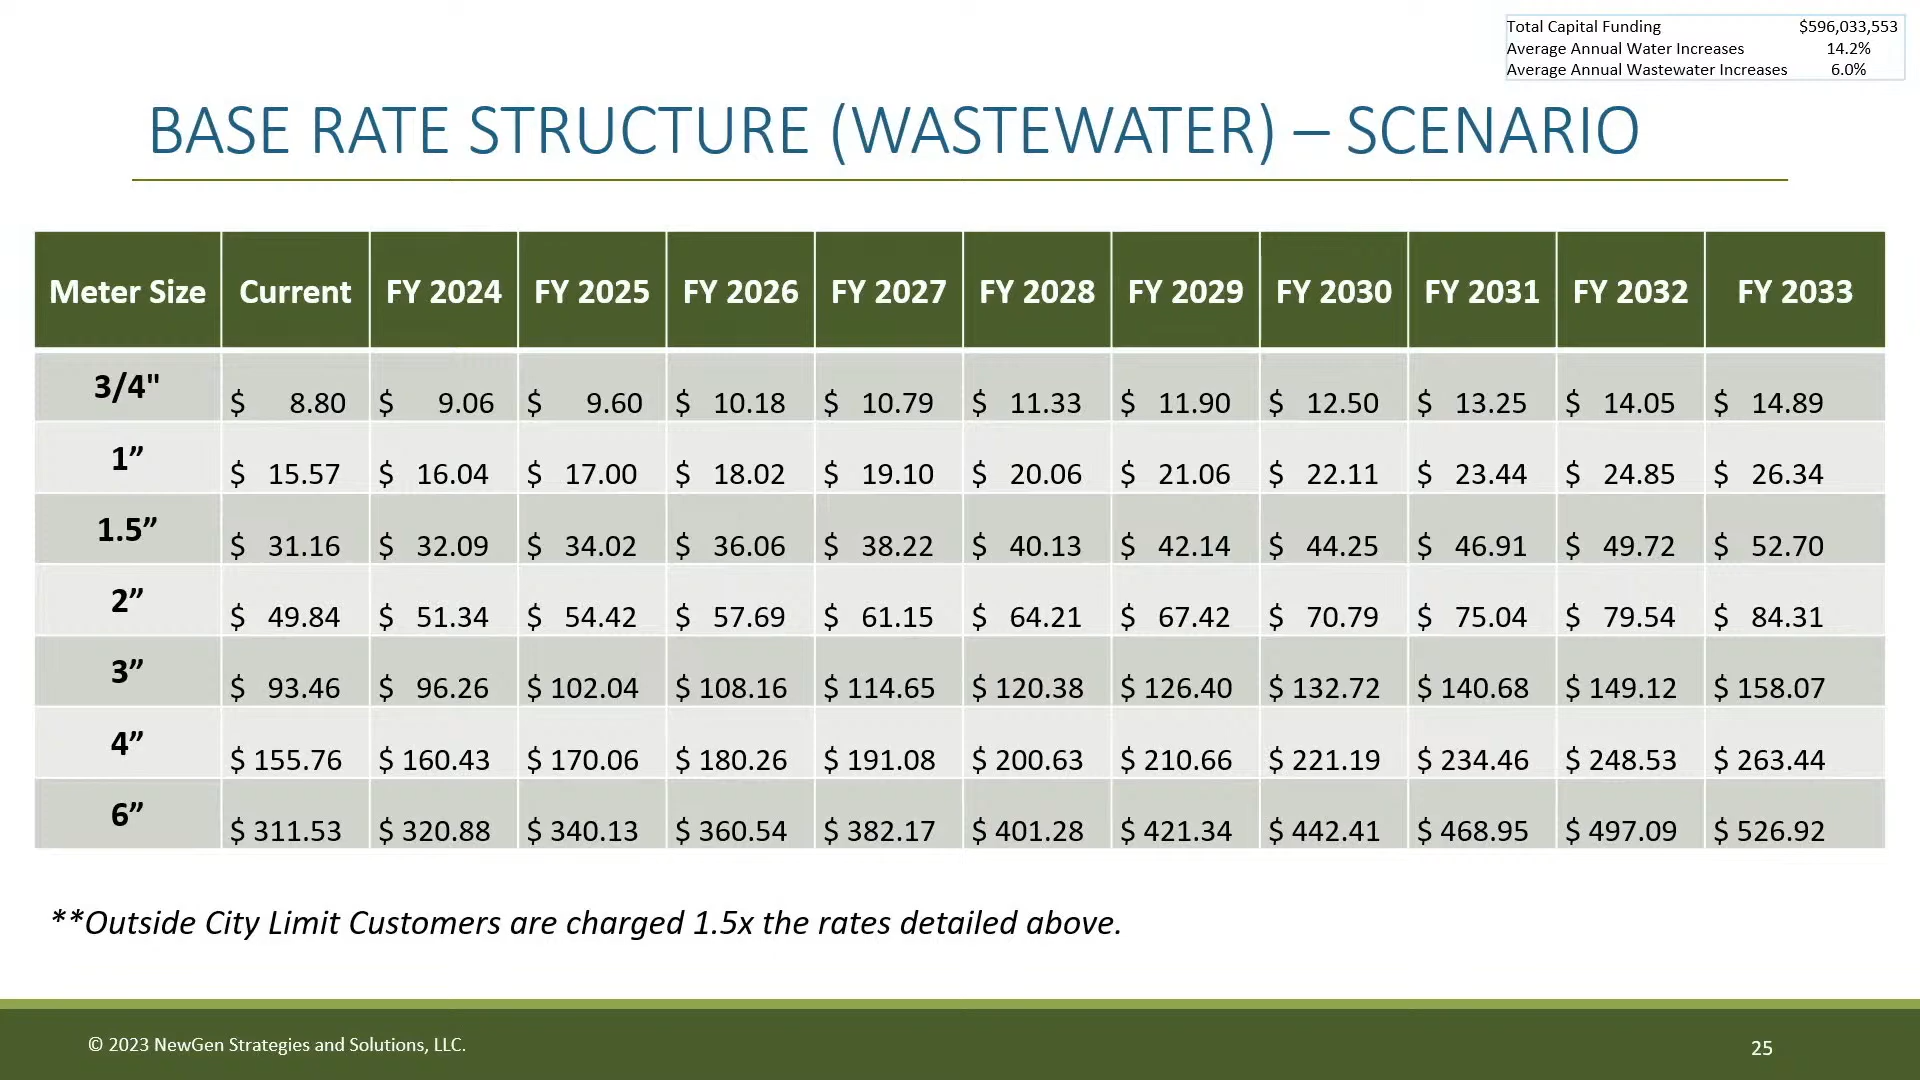 Total Capital Funding $596,033,553
Average Annual Water Increases 14.2%
Average Annual Wastewater Increases 6.0%
BASE RATE STRUCTURE (WASTEWATER) – SCENARIO
Meter Size Current FY 2024 FY 2025 FY 2026 FY 2027 FY 2028 FY 2029 FY 2030 FY 2031 FY 2032 FY 2033
3/4" $ 8.80 $ 9.06 $ 9.60 $ 10.18 $ 10.79 $ 11.33 $ 11.90 $ 12.50 $ 13.25 $ 14.05 $ 14.89
1” $ 15.57 $ 16.04 $ 17.00 $ 18.02 $ 19.10 $ 20.06 $ 21.06 $ 22.11 $ 23.44 $ 24.85 $ 26.34
1.5” $ 31.16 $ 32.09 $ 34.02 $ 36.06 $ 38.22 $ 40.13 $ 42.14 $ 44.25 $ 46.91 $ 49.72 $ 52.70
2” $ 49.84 $ 51.34 $ 54.42 $ 57.69 $ 61.15 $ 64.21 $ 67.42 $ 70.79 $ 75.04 $ 79.54 $ 84.31
3” $ 93.46 $ 96.26 $ 102.04 $ 108.16 $ 114.65 $ 120.38 $ 126.40 $ 132.72 $ 140.68 $ 149.12 $ 158.07
4” $ 155.76 $ 160.43 $ 170.06 $ 180.26 $ 191.08 $ 200.63 $ 210.66 $ 221.19 $ 234.46 $ 248.53 $ 263.44
6” $ 311.53 $ 320.88 $ 340.13 $ 360.54 $ 382.17 $ 401.28 $ 421.34 $ 442.41 $ 468.95 $ 497.09 $ 526.92
**Outside City Limit Customers are charged 1.5x the rates detailed above.
© 2023 NewGen Strategies and Solutions, LLC.
25